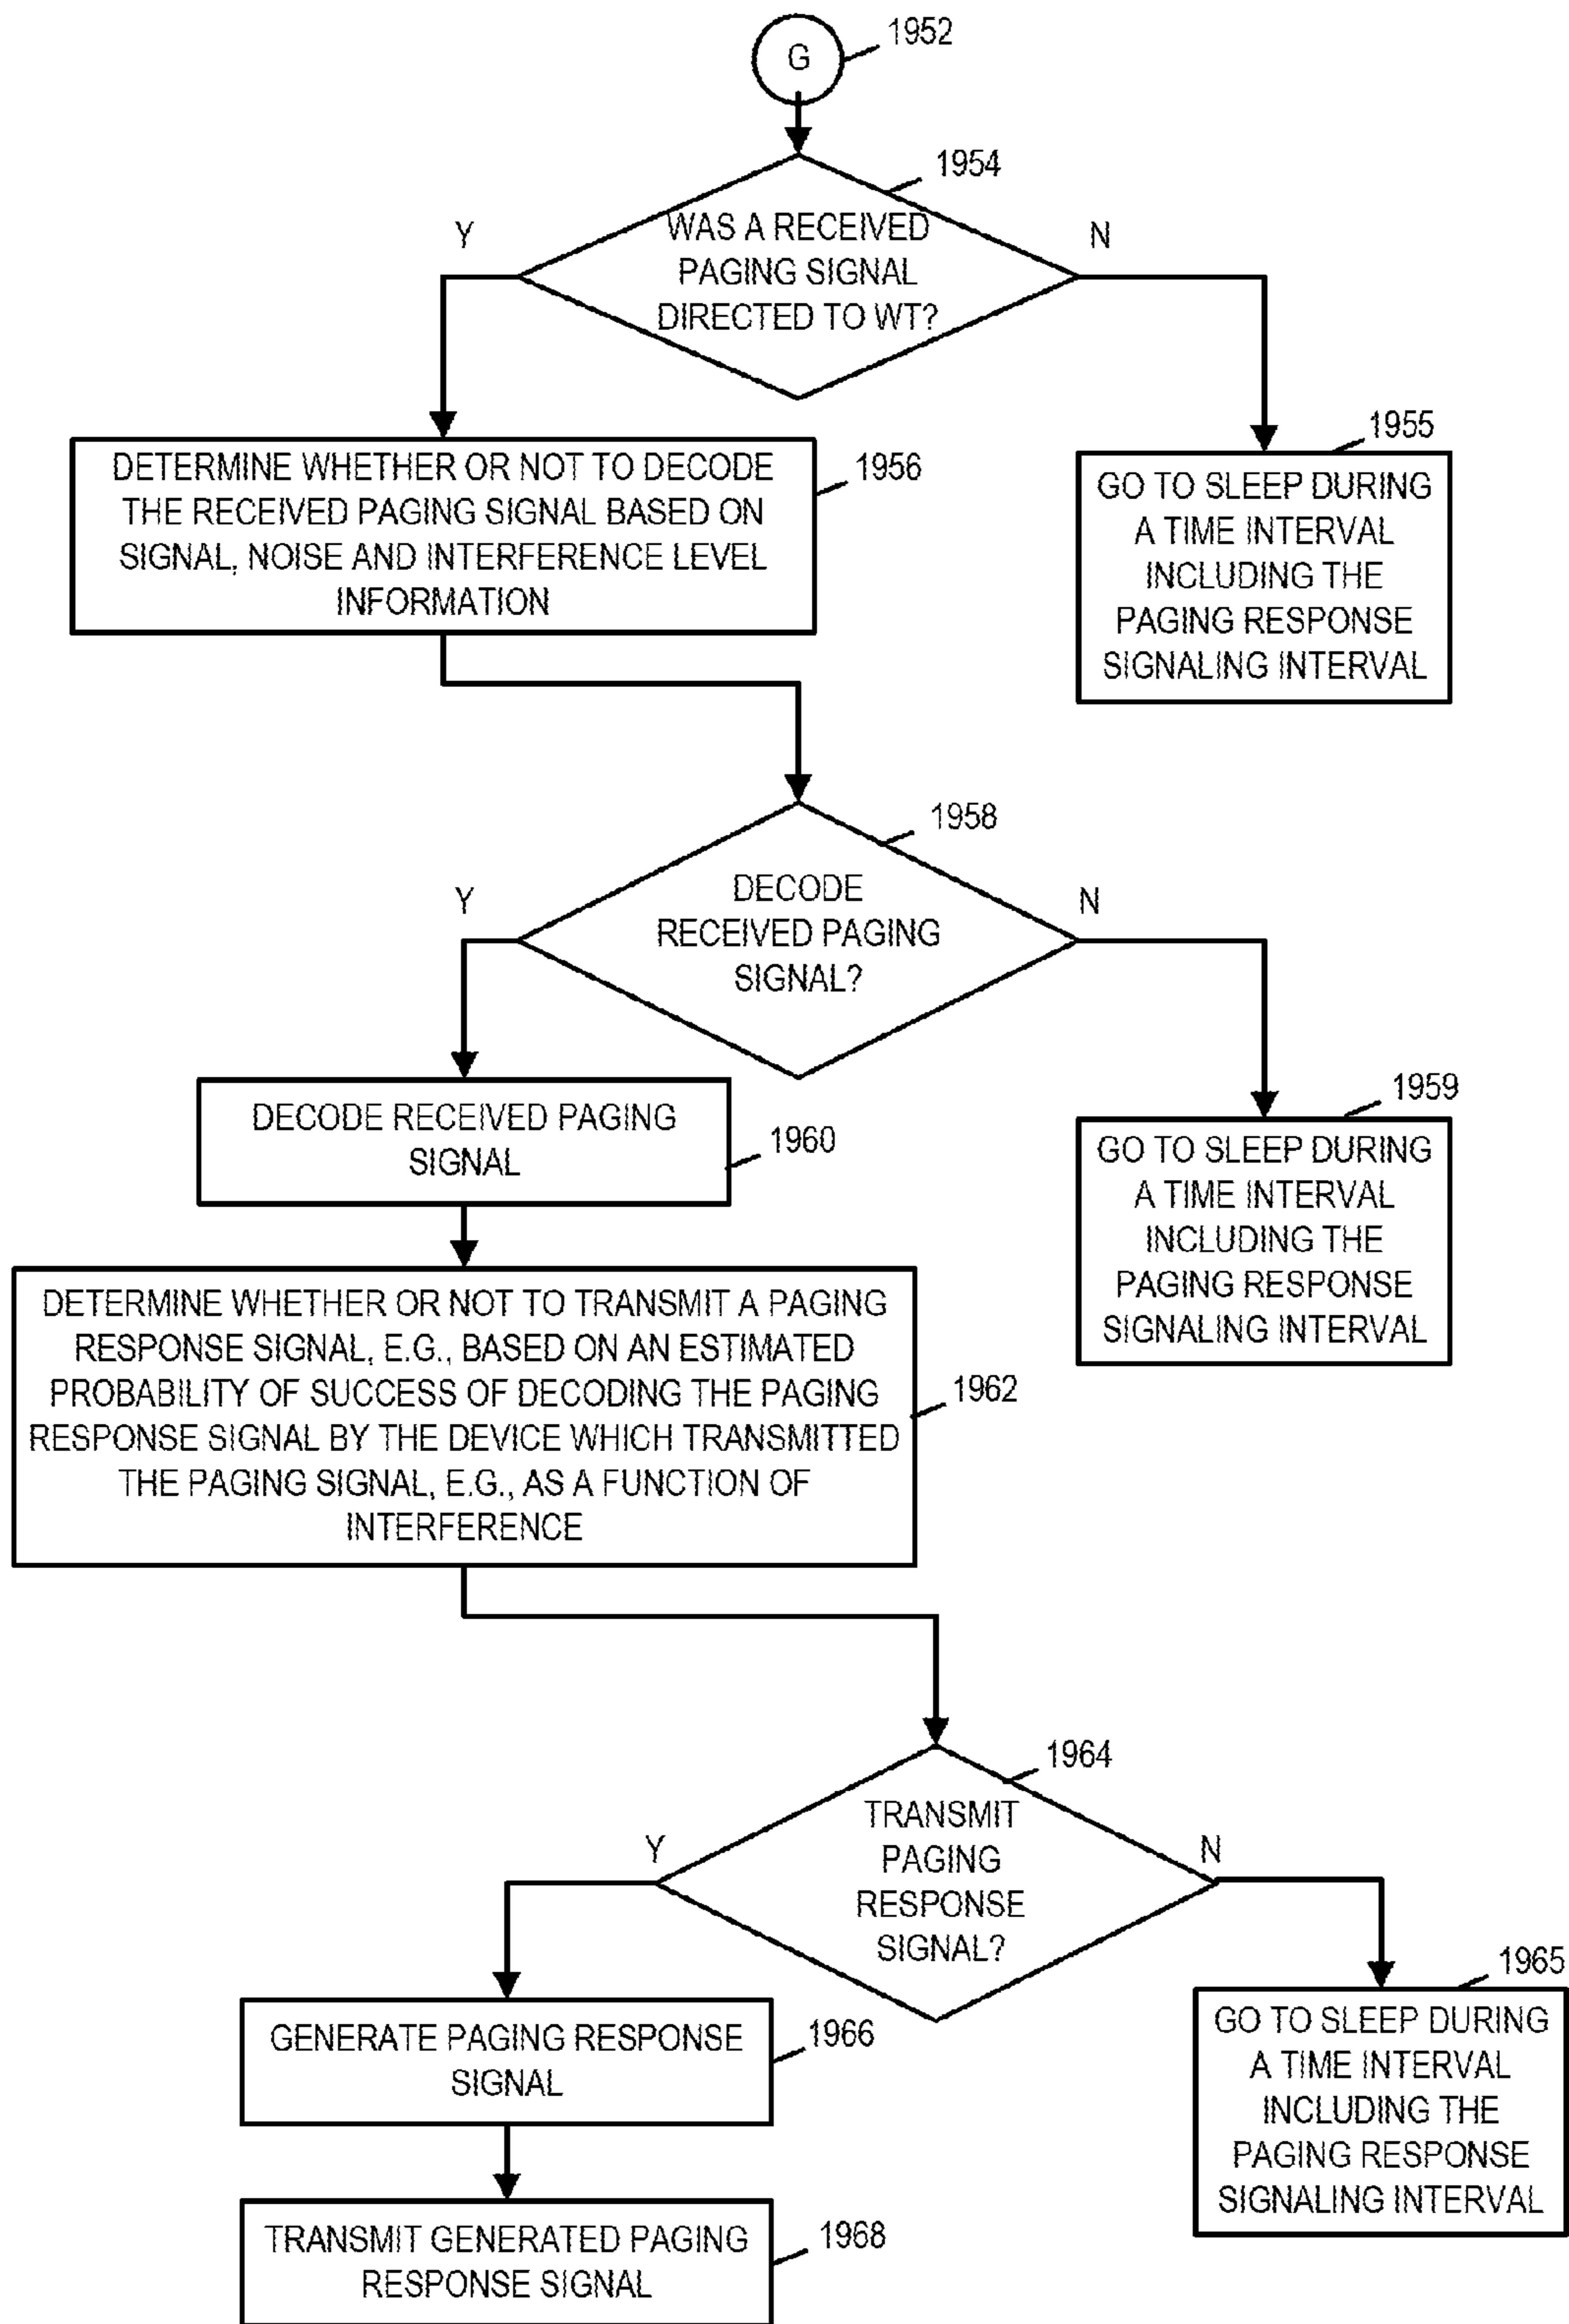 G
1952
1954
Y
N
WAS A RECEIVED
PAGING SIGNAL
DIRECTED TO WT?
1955
DETERMINE WHETHER OR NOT TO DECODE
THE RECEIVED PAGING SIGNAL BASED ON
SIGNAL, NOISE AND INTERFERENCE LEVEL
INFORMATION
1956
GO TO SLEEP DURING
A TIME INTERVAL
INCLUDING THE
PAGING RESPONSE
SIGNALING INTERVAL
1958
Y
N
DECODE
RECEIVED PAGING
SIGNAL?
1959
DECODE RECEIVED PAGING
SIGNAL
1960
GO TO SLEEP DURING
A TIME INTERVAL
INCLUDING THE
PAGING RESPONSE
SIGNALING INTERVAL
DETERMINE WHETHER OR NOT TO TRANSMIT A PAGING
RESPONSE SIGNAL, E.G., BASED ON AN ESTIMATED
PROBABILITY OF SUCCESS OF DECODING THE PAGING
RESPONSE SIGNAL BY THE DEVICE WHICH TRANSMITTED
THE PAGING SIGNAL, E.G., AS A FUNCTION OF
INTERFERENCE
1962
1964
Y
N
TRANSMIT
PAGING
RESPONSE
SIGNAL?
1965
GENERATE PAGING RESPONSE
SIGNAL
1966
GO TO SLEEP DURING
A TIME INTERVAL
INCLUDING THE
PAGING RESPONSE
SIGNALING INTERVAL
TRANSMIT GENERATED PAGING
RESPONSE SIGNAL
1968